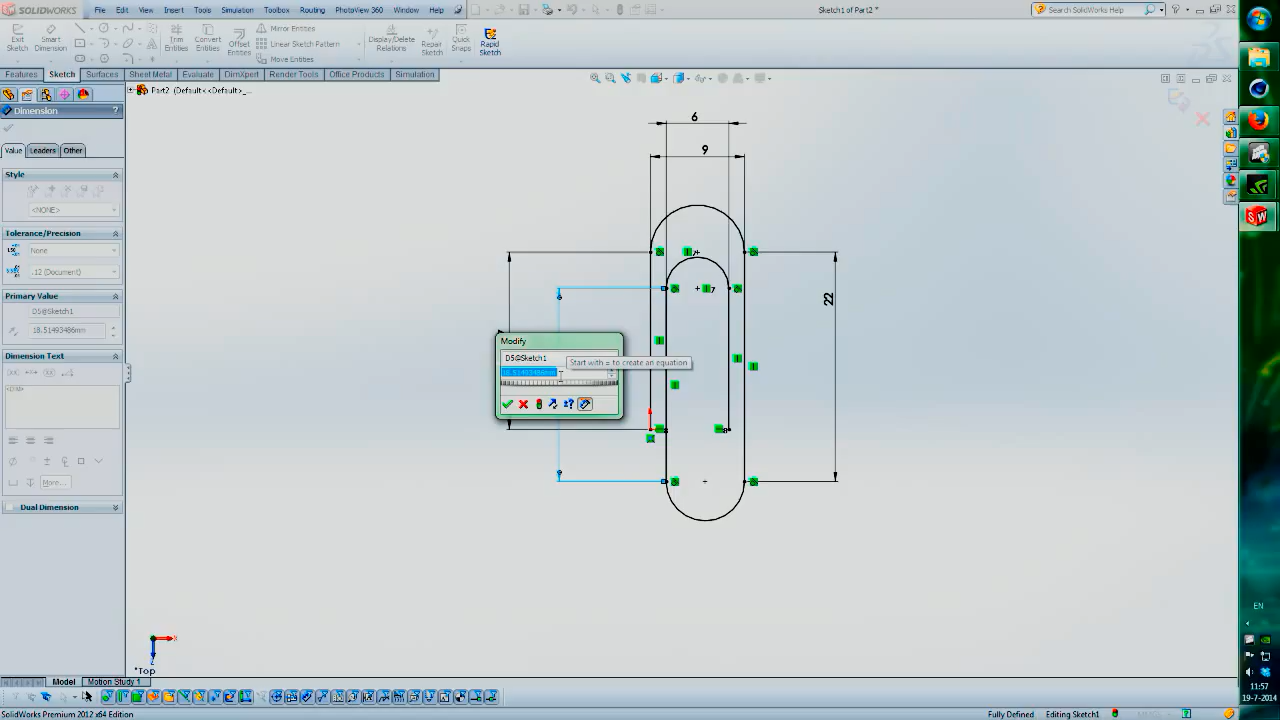 SOLIDWORKS
File Edit View Insert Tools Simulation Toolbox Routing PhotoView 360 Window Help
Sketch1 of Part2 *
Search SolidWorks Help
Exit Sketch
Smart Dimension
Trim Entities
Convert Entities
Offset Entities
Mirror Entities
Linear Sketch Pattern
Move Entities
Display/Delete Relations
Repair Sketch
Quick Snaps
Rapid Sketch
Features Sketch Surfaces Sheet Metal Evaluate DimXpert Render Tools Office Products Simulation
Part2 (Default<<Default>_...
Dimension ?
Value Leaders Other
Style
<NONE>
Tolerance/Precision
None
.12 (Document)
Primary Value
D5@Sketch1
18.51493486mm
Dimension Text
<DIM>
More...
Dual Dimension
6
9
22
Modify
D5@Sketch1
18.51493486mm
Start with = to create an equation
*Top
Model Motion Study 1
SolidWorks Premium 2012 x64 Edition
Fully Defined Editing Sketch1
EN
11:57
19-7-2014